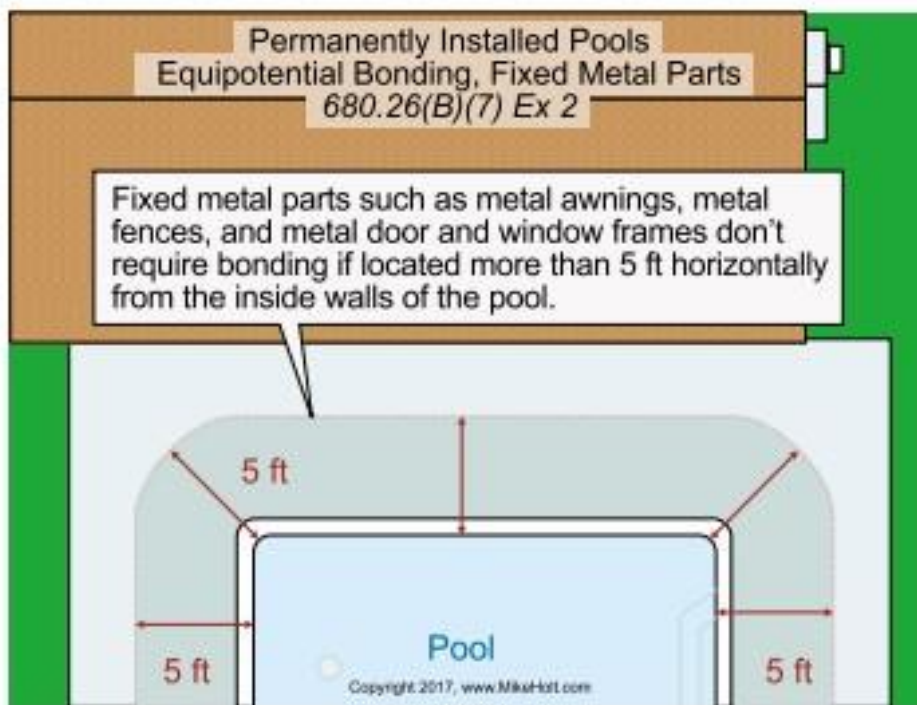 Permanently Installed Pools
Equipotential Bonding, Fixed Metal Parts
680.26(B)(7) Ex 2
Fixed metal parts such as metal awnings, metal
fences, and metal door and window frames don't
require bonding if located more than 5 ft horizontally
from the inside walls of the pool.
5 ft
5 ft
5 ft
Pool
Copyright 2017, www.MikeHolt.com